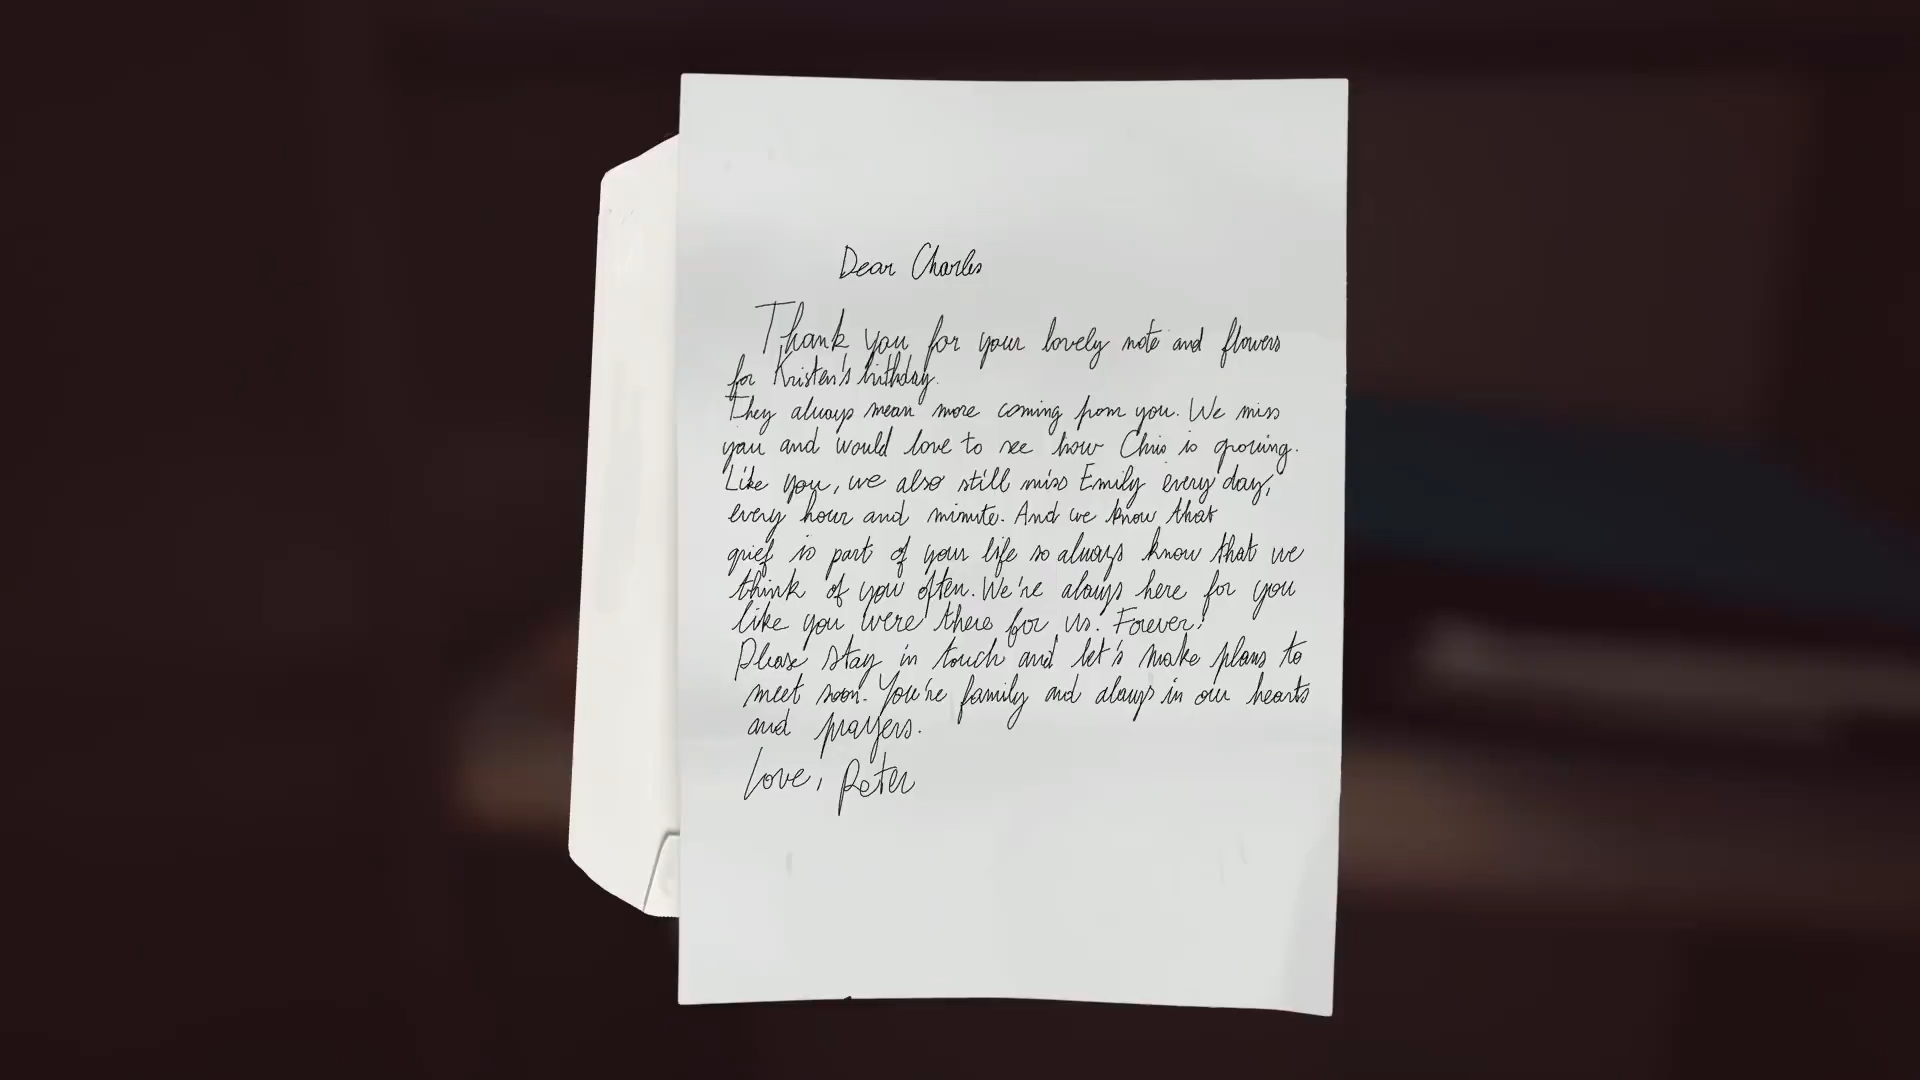 Dear Charles
Thank you for your lovely note and flowers
for Kristen's birthday.
They always mean more coming from you. We miss
you and would love to see how Chris is growing.
Like you, we also still miss Emily every day,
every hour and minute. And we know that
grief is part of your life so always know that we
think of you often. We're always here for you
like you were there for us. Forever!
Please stay in touch and let's make plans to
meet soon. You're family and always in our hearts
and prayers.
Love, Peter